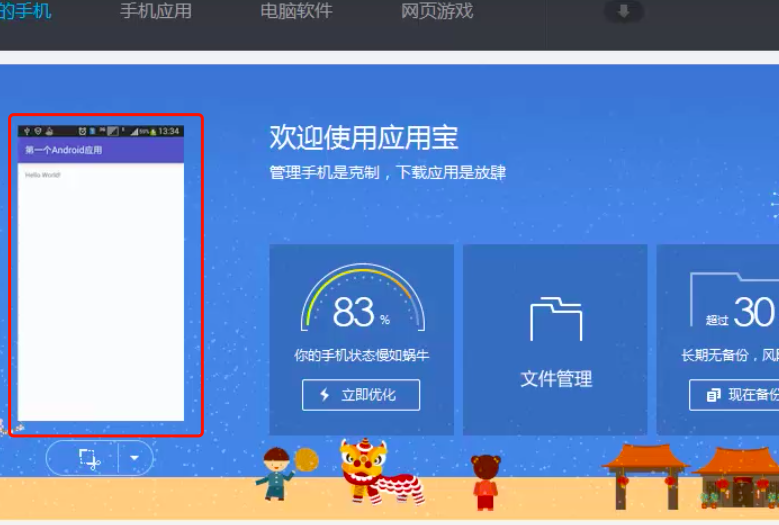 的手机 手机应用 电脑软件 网页游戏
13:34
第一个Android应用
Hello World!
欢迎使用应用宝
管理手机是克制，下载应用是放肆
83 %
你的手机状态慢如蜗牛
立即优化
文件管理
超过 30
长期无备份，风
现在备份